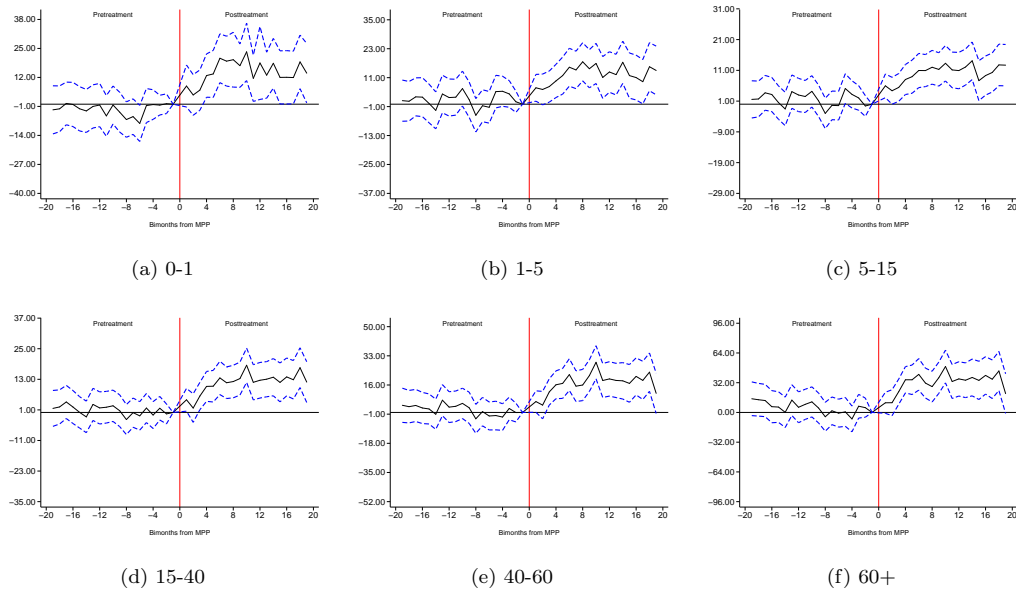 Pretreatment Posttreatment
38.00
25.00
12.00
−1.00
−14.00
−27.00
−40.00
−20 −16 −12 −8 −4 0 4 8 12 16 20
Bimonths from MPP
(a) 0-1
Pretreatment Posttreatment
35.00
23.00
11.00
−1.00
−13.00
−25.00
−37.00
−20 −16 −12 −8 −4 0 4 8 12 16 20
Bimonths from MPP
(b) 1-5
Pretreatment Posttreatment
31.00
21.00
11.00
1.00
−9.00
−19.00
−29.00
−20 −16 −12 −8 −4 0 4 8 12 16 20
Bimonths from MPP
(c) 5-15
Pretreatment Posttreatment
37.00
25.00
13.00
1.00
−11.00
−23.00
−35.00
−20 −16 −12 −8 −4 0 4 8 12 16 20
Bimonths from MPP
(d) 15-40
Pretreatment Posttreatment
50.00
33.00
16.00
−1.00
−18.00
−35.00
−52.00
−20 −16 −12 −8 −4 0 4 8 12 16 20
Bimonths from MPP
(e) 40-60
Pretreatment Posttreatment
96.00
64.00
32.00
0.00
−32.00
−64.00
−96.00
−20 −16 −12 −8 −4 0 4 8 12 16 20
Bimonths from MPP
(f) 60+